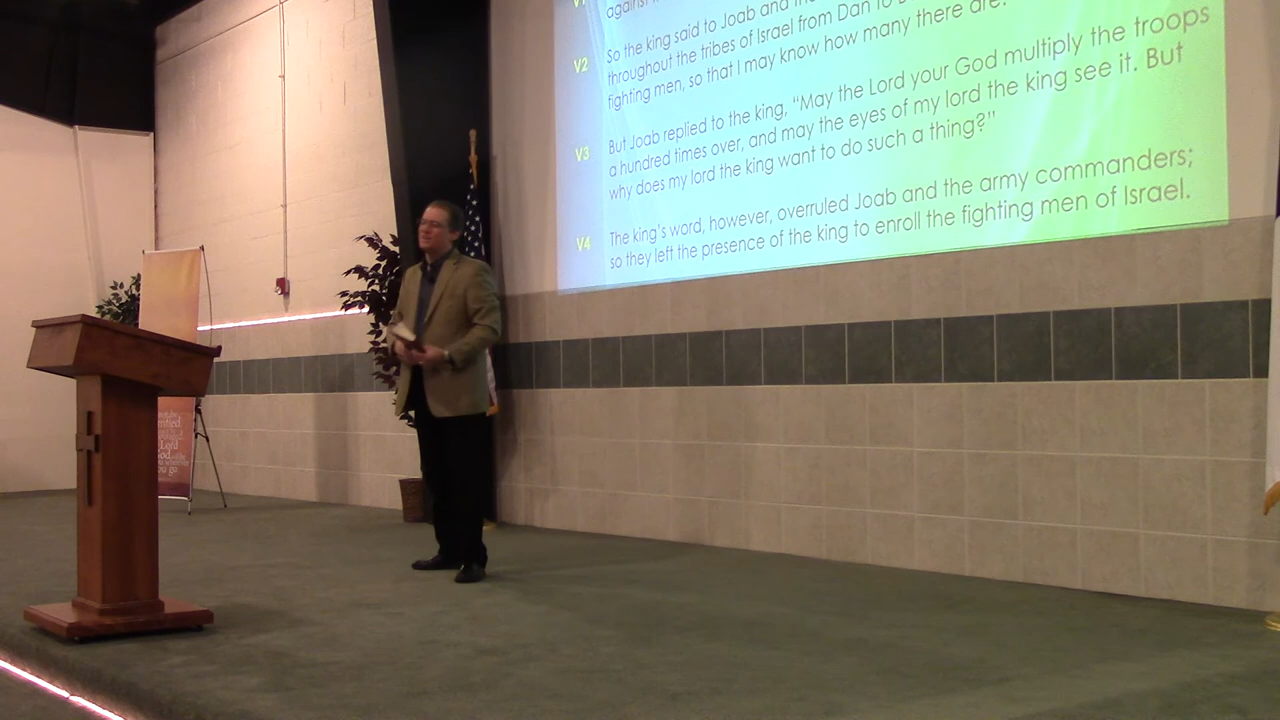 V1
against
V2
So the king said to Joab and the
throughout the tribes of Israel from Dan to
fighting men, so that I may know how many there are.
V3
But Joab replied to the king, “May the Lord your God multiply the troops
a hundred times over, and may the eyes of my lord the king see it. But
why does my lord the king want to do such a thing?”
V4
The king’s word, however, overruled Joab and the army commanders;
so they left the presence of the king to enroll the fighting men of Israel.
Lord
God
you go